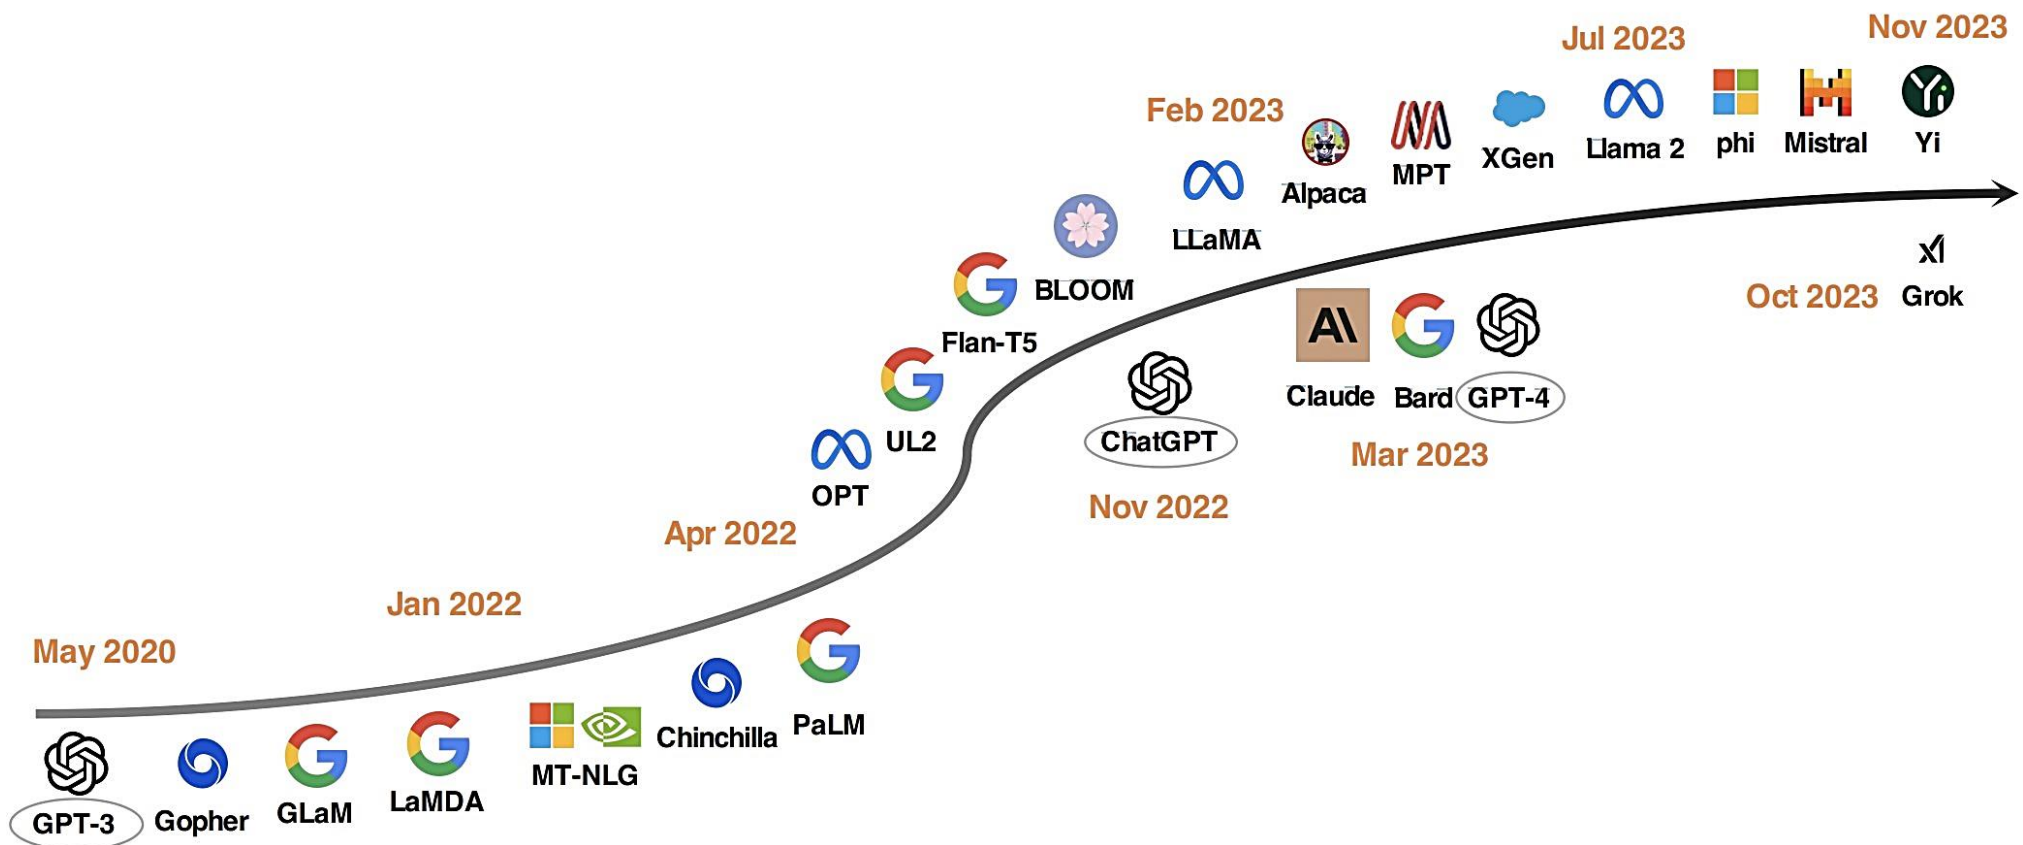 Nov 2023
Jul 2023
Feb 2023
Llama 2
phi
Mistral
Yi
XGen
MPT
Alpaca
LLaMA
BLOOM
Flan-T5
UL2
OPT
Apr 2022
Jan 2022
May 2020
xI
Oct 2023
Grok
A\
Claude
Bard
GPT-4
Mar 2023
ChatGPT
Nov 2022
PaLM
Chinchilla
MT-NLG
LaMDA
GLaM
Gopher
GPT-3